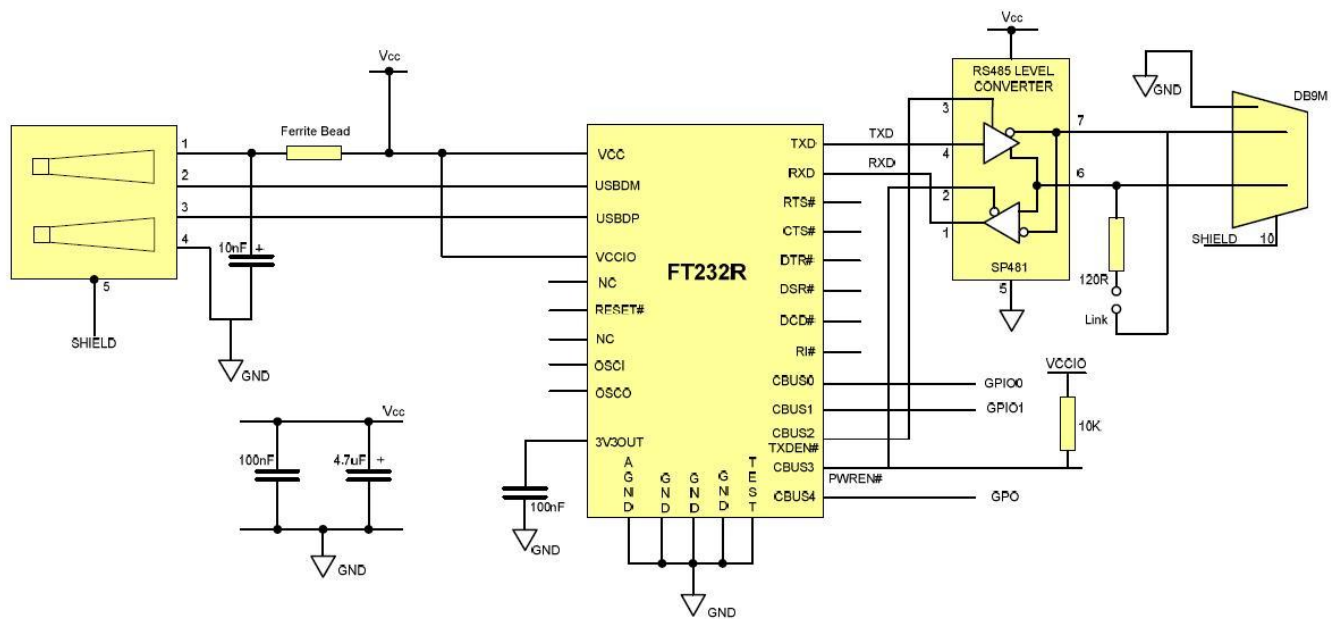 Vcc
Ferrite Bead
1
2
3
4
5
SHIELD
10nF +
GND
Vcc
100nF
4.7uF +
GND
FT232R
VCC
USBDM
USBDP
VCCIO
NC
RESET#
NC
OSCI
OSCO
3V3OUT
100nF
GND
AGND
GND
GND
GND
TEST
GND
TXD
RXD
RTS#
CTS#
DTR#
DSR#
DCD#
RI#
CBUS0
CBUS1
CBUS2
TXDEN#
CBUS3
PWREN#
CBUS4
GPIO0
GPIO1
GPO
TXD
RXD
Vcc
RS485 LEVEL
CONVERTER
3
4
2
1
7
6
SP481
5
GND
DB9M
SHIELD
10
120R
Link
VCCIO
10K